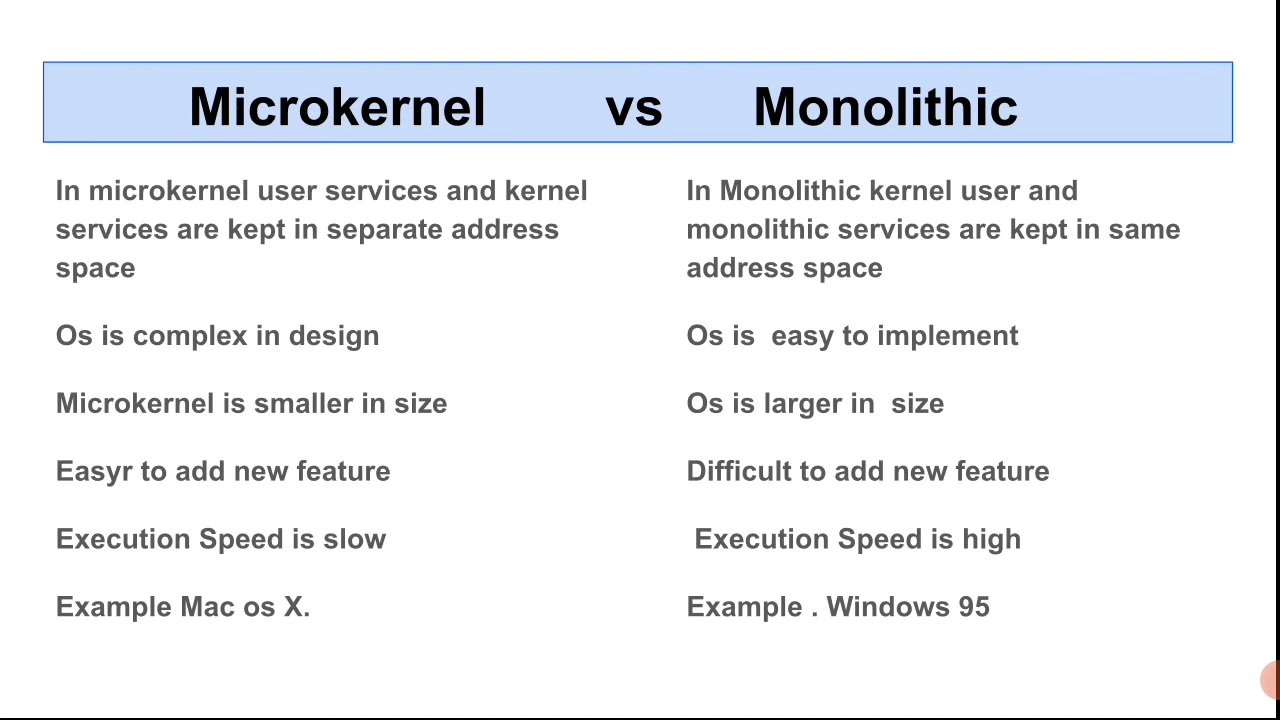 Microkernel vs Monolithic
In microkernel user services and kernel
services are kept in separate address
space
Os is complex in design
Microkernel is smaller in size
Easyr to add new feature
Execution Speed is slow
Example Mac os X.
In Monolithic kernel user and
monolithic services are kept in same
address space
Os is  easy to implement
Os is larger in  size
Difficult to add new feature
Execution Speed is high
Example . Windows 95